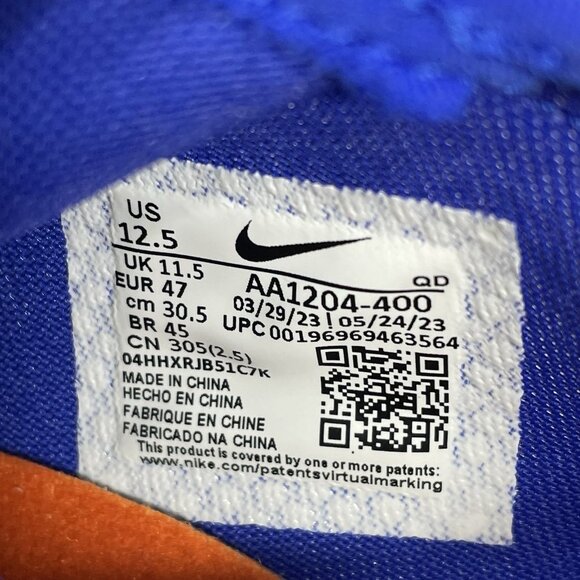 US
12.5
UK 11.5
EUR 47
cm 30.5
BR 45
CN 305(2.5)
04HHXRJB51C7K
QD
AA1204-400
03/29/23 | 05/24/23
UPC 00196969463564
MADE IN CHINA
HECHO EN CHINA
FABRIQUE EN CHINE
FABRICADO NA CHINA
This product is covered by one or more patents:
www.nike.com/patentsvirtualmarking